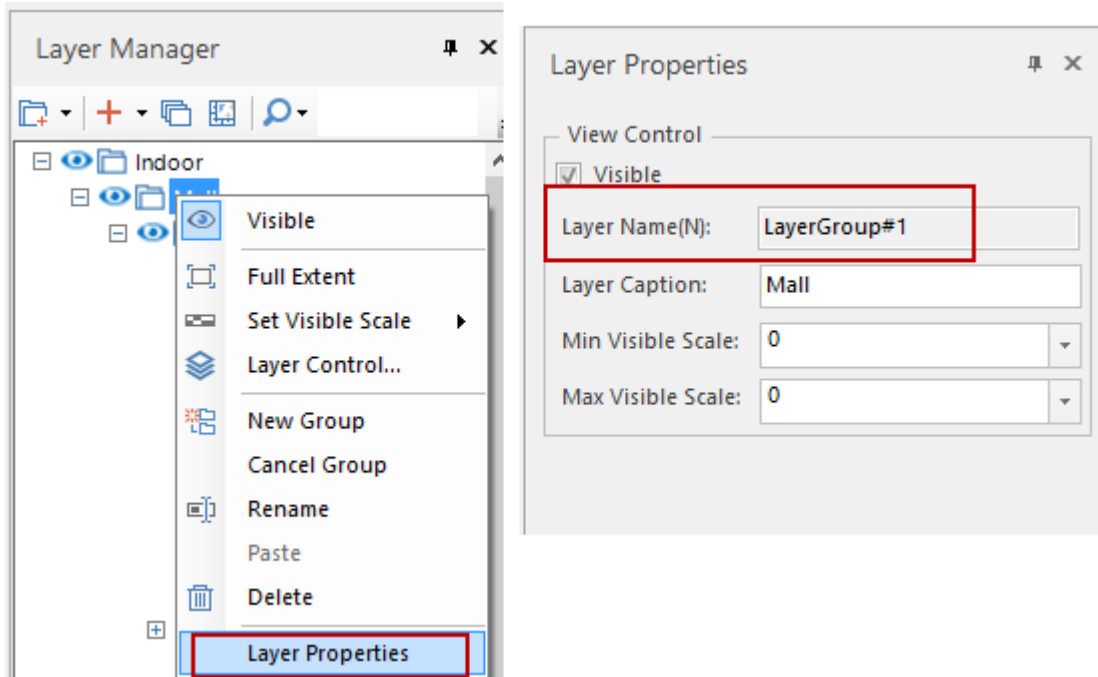 Layer Manager
Indoor
Visible
Full Extent
Set Visible Scale
Layer Control...
New Group
Cancel Group
Rename
Paste
Delete
Layer Properties
Layer Properties
View Control
Visible
Layer Name(N): LayerGroup#1
Layer Caption: Mall
Min Visible Scale: 0
Max Visible Scale: 0